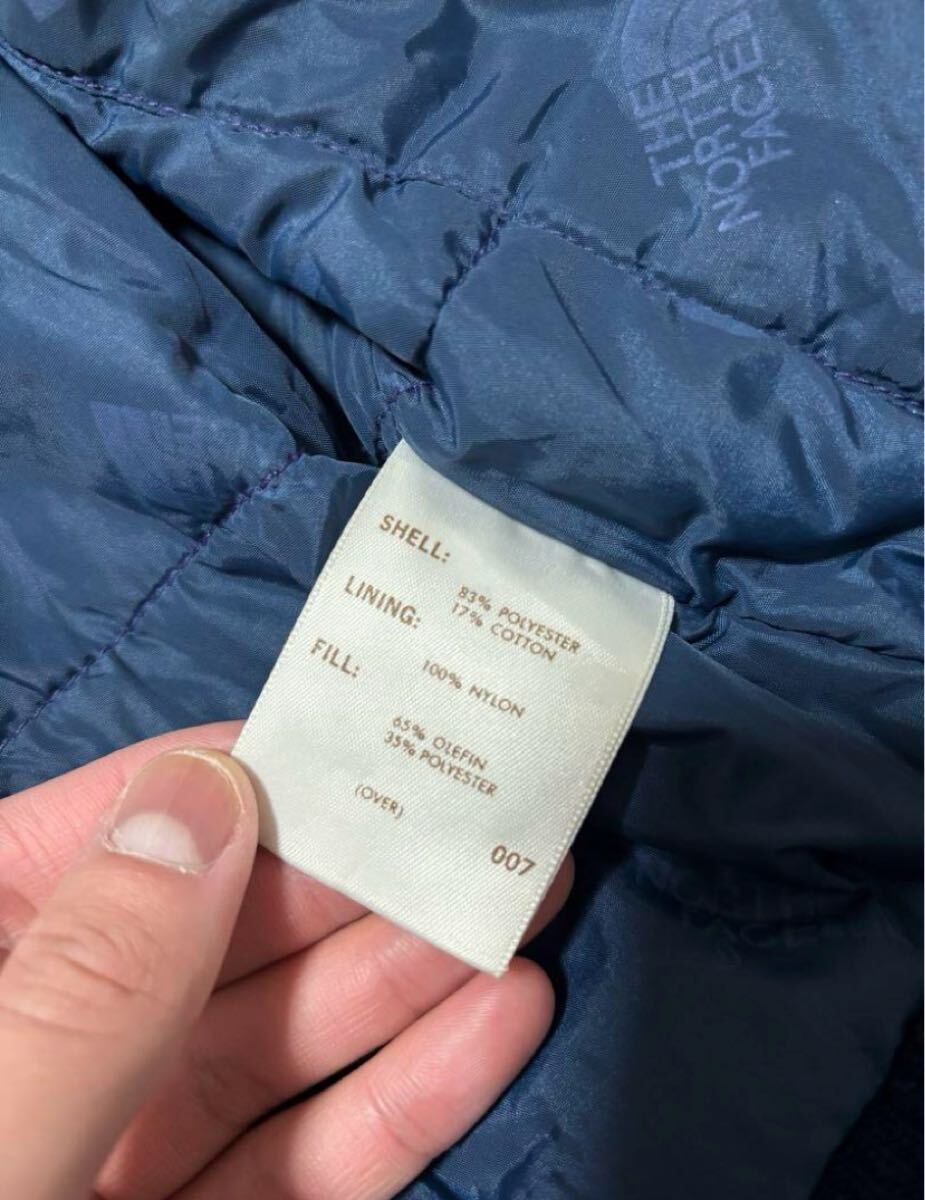 THE
NORTH
FACE
SHELL:
83% POLYESTER
17% COTTON
LINING:
100% NYLON
FILL:
65% OLEFIN
35% POLYESTER
(OVER)
007